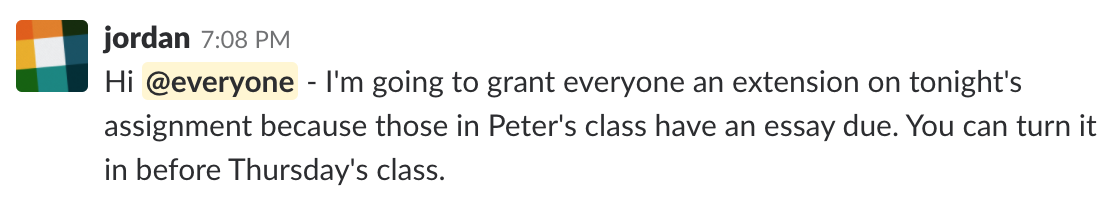 jordan 7:08 PM
Hi @everyone - I'm going to grant everyone an extension on tonight's
assignment because those in Peter's class have an essay due. You can turn it
in before Thursday's class.